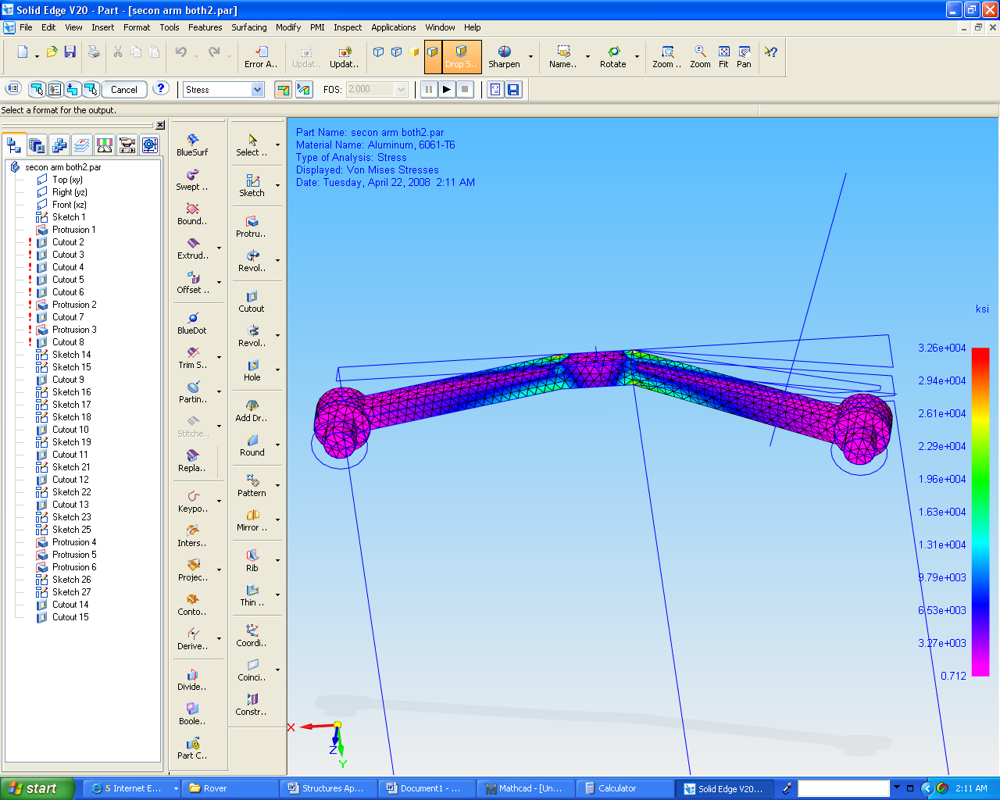 Solid Edge V20 - Part - [secon arm both2.par]
File Edit View Insert Format Tools Features Surfacing Modify PMI Inspect Applications Window Help
Error A.. Updat.. Updat.. Drop S.. Sharpen Name.. Rotate Zoom .. Zoom Fit Pan
Cancel Stress FOS: 2.000
Select a format for the output.
secon arm both2.par
Top (xy)
Right (yz)
Front (xz)
Sketch 1
Protrusion 1
Cutout 2
Cutout 3
Cutout 4
Cutout 5
Cutout 6
Protrusion 2
Cutout 7
Protrusion 3
Cutout 8
Sketch 14
Sketch 15
Cutout 9
Sketch 16
Sketch 17
Sketch 18
Cutout 10
Sketch 19
Cutout 11
Sketch 21
Cutout 12
Sketch 22
Cutout 13
Sketch 23
Sketch 25
Protrusion 4
Protrusion 5
Protrusion 6
Sketch 26
Sketch 27
Cutout 14
Cutout 15
BlueSurf
Swept ..
Bound..
Extrud..
Offset ..
BlueDot
Trim S..
Partin..
Stitche..
Repla..
Keypo..
Inters..
Projec..
Conto..
Derive..
Divide..
Boole..
Part C..
Select ..
Sketch
Protru..
Revol..
Cutout
Revol..
Hole
Add Dr..
Round
Pattern
Mirror ..
Rib
Thin ..
Coordi..
Coinci..
Constr..
Part Name: secon arm both2.par
Material Name: Aluminum, 6061-T6
Type of Analysis: Stress
Displayed: Von Mises Stresses
Date: Tuesday, April 22, 2008 2:11 AM
ksi
3.26e+004
2.94e+004
2.61e+004
2.29e+004
1.96e+004
1.63e+004
1.31e+004
9.79e+003
6.53e+003
3.27e+003
0.712
X
Z
Y
start 5 Internet E... Rover Structures Ap... Document1 - ... Mathcad - [Un... Calculator Solid Edge V20... 2:11 AM